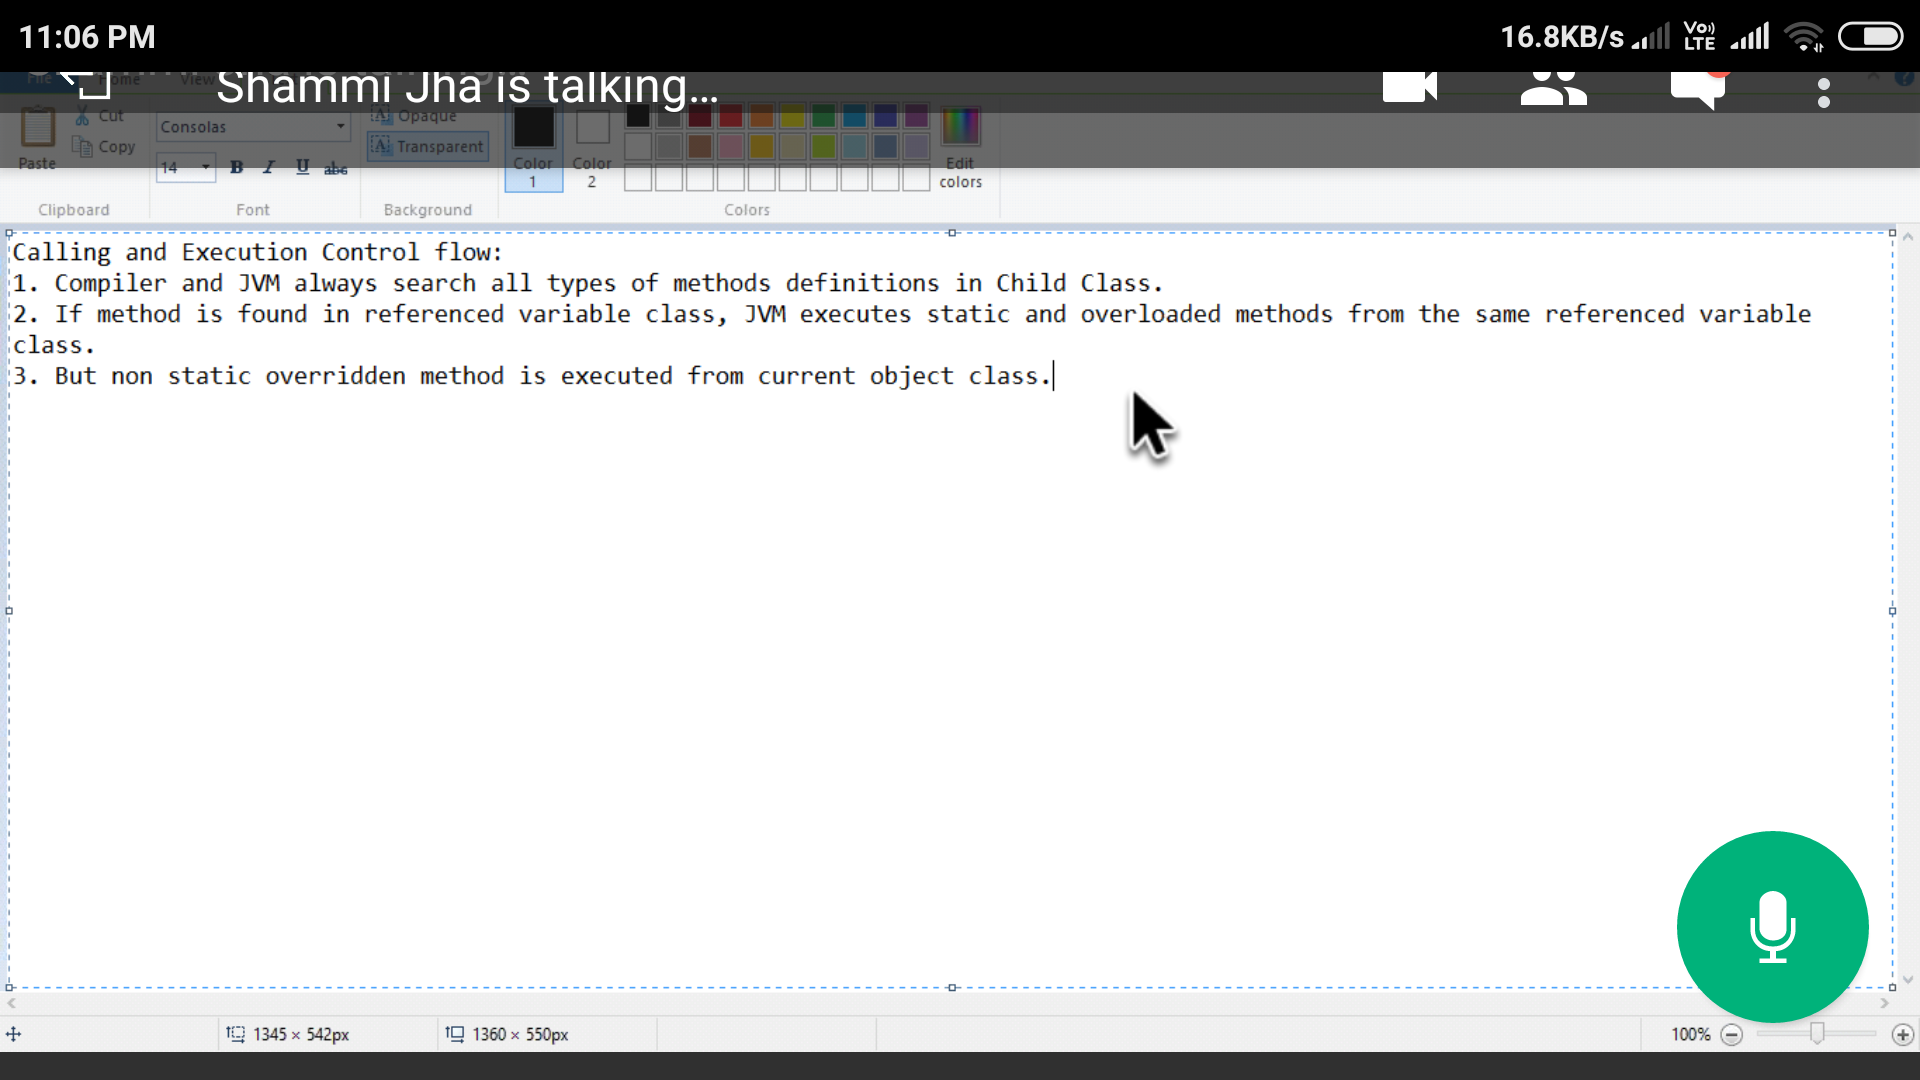 11:06 PM
16.8KB/s Vo) LTE
Shammi Jha is talking...
File Home View
Cut
Copy
Paste
Consolas
14 B I U abc
Opaque
Transparent
Color 1
Color 2
Edit colors
Clipboard
Font
Background
Colors
Calling and Execution Control flow:
1. Compiler and JVM always search all types of methods definitions in Child Class.
2. If method is found in referenced variable class, JVM executes static and overloaded methods from the same referenced variable
class.
3. But non static overridden method is executed from current object class.
1345 × 542px
1360 × 550px
100%